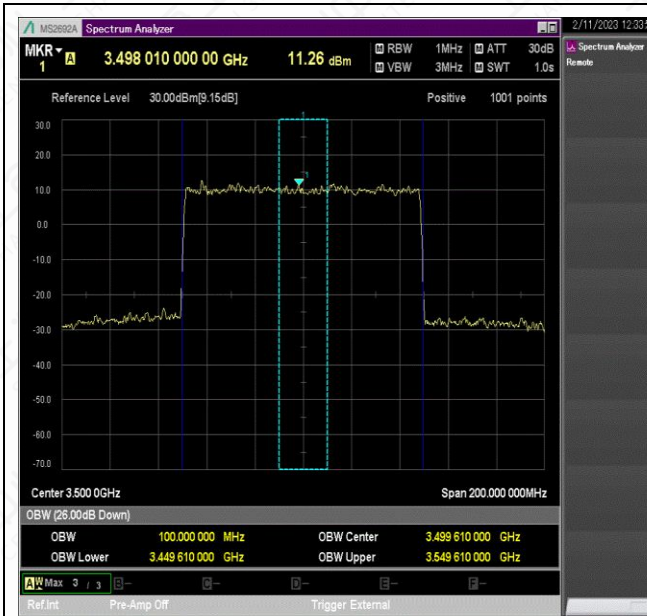 MS2692A Spectrum Analyzer
2/11/2023 12:33:5
MKR 1 A 3.498 010 000 00 GHz 11.26 dBm M RBW 1MHz M ATT 30dB
M VBW 3MHz M SWT 1.0s
Spectrum Analyzer
Remote
Reference Level 30.00dBm[9.15dB] Positive 1001 points
30.0
20.0
10.0
0.0
-10.0
-20.0
-30.0
-40.0
-50.0
-60.0
-70.0
1
Center 3.500 0GHz Span 200.000 000MHz
OBW (26.00dB Down)
OBW 100.000 000 MHz OBW Center 3.499 610 000 GHz
OBW Lower 3.449 610 000 GHz OBW Upper 3.549 610 000 GHz
A W Max 3 / 3 B- C- D- E- F-
Ref.Int Pre-Amp Off Trigger External